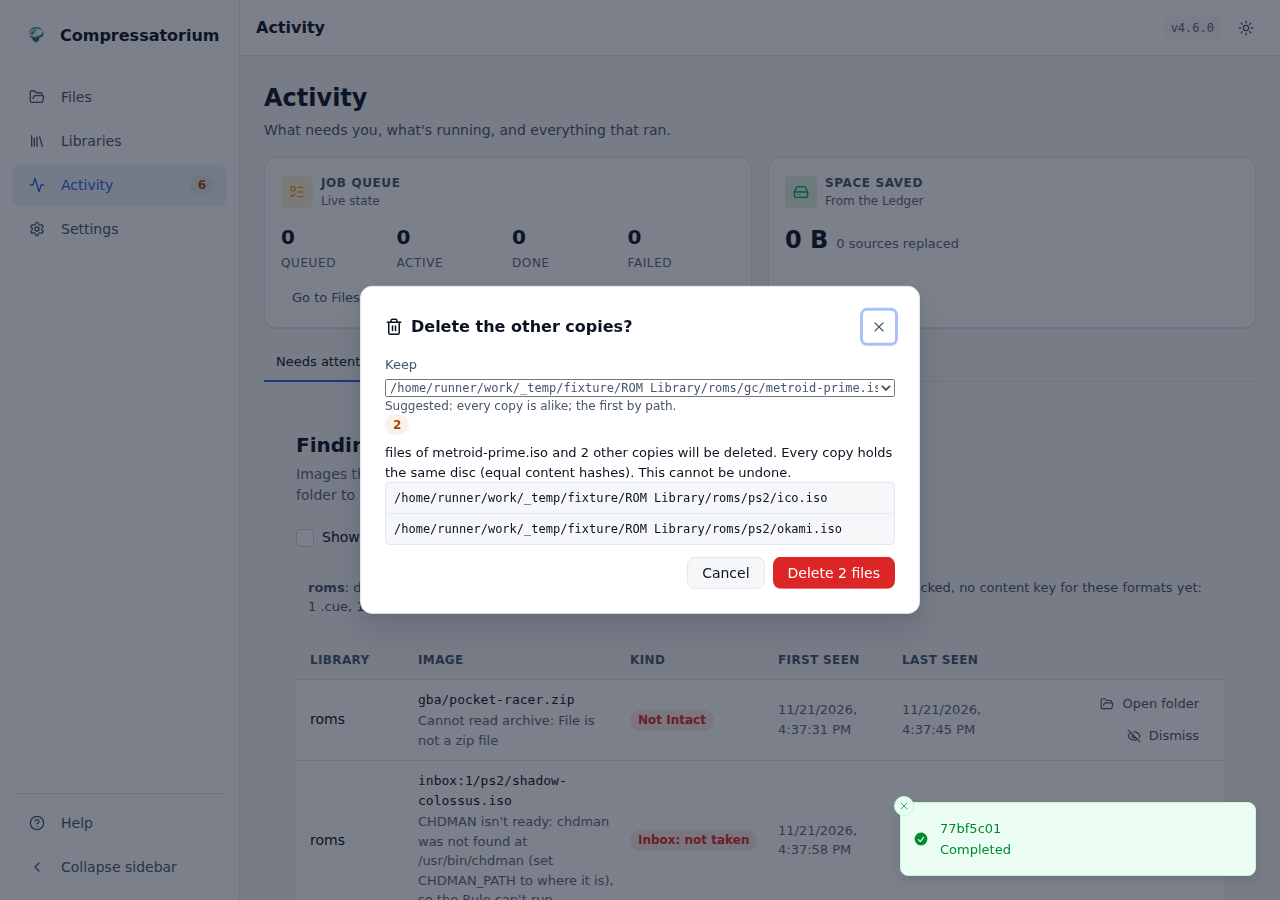 Compressatorium
Activity
v4.6.0
Files
Libraries
Activity
6
Settings
Activity
What needs you, what's running, and everything that ran.
JOB QUEUE
Live state
0
0
0
0
QUEUED
ACTIVE
DONE
FAILED
Go to Files
SPACE SAVED
From the Ledger
0 B 0 sources replaced
Needs attent
Delete the other copies?
Keep
/home/runner/work/_temp/fixture/ROM Library/roms/gc/metroid-prime.is
Suggested: every copy is alike; the first by path.
2
files of metroid-prime.iso and 2 other copies will be deleted. Every copy holds
the same disc (equal content hashes). This cannot be undone.
/home/runner/work/_temp/fixture/ROM Library/roms/ps2/ico.iso
/home/runner/work/_temp/fixture/ROM Library/roms/ps2/okami.iso
Cancel
Delete 2 files
Findin
Images th
folder to
Show
roms: d
cked, no content key for these formats yet:
1 .cue, 1
LIBRARY
IMAGE
KIND
FIRST SEEN
LAST SEEN
roms
gba/pocket-racer.zip
Cannot read archive: File is
not a zip file
Not Intact
11/21/2026,
4:37:31 PM
11/21/2026,
4:37:45 PM
Open folder
Dismiss
roms
inbox:1/ps2/shadow-
colossus.iso
CHDMAN isn't ready: chdman
was not found at
/usr/bin/chdman (set
CHDMAN_PATH to where it is),
so the Rule can't run
Inbox: not taken
11/21/2026,
4:37:58 PM
77bf5c01
Completed
Help
Collapse sidebar